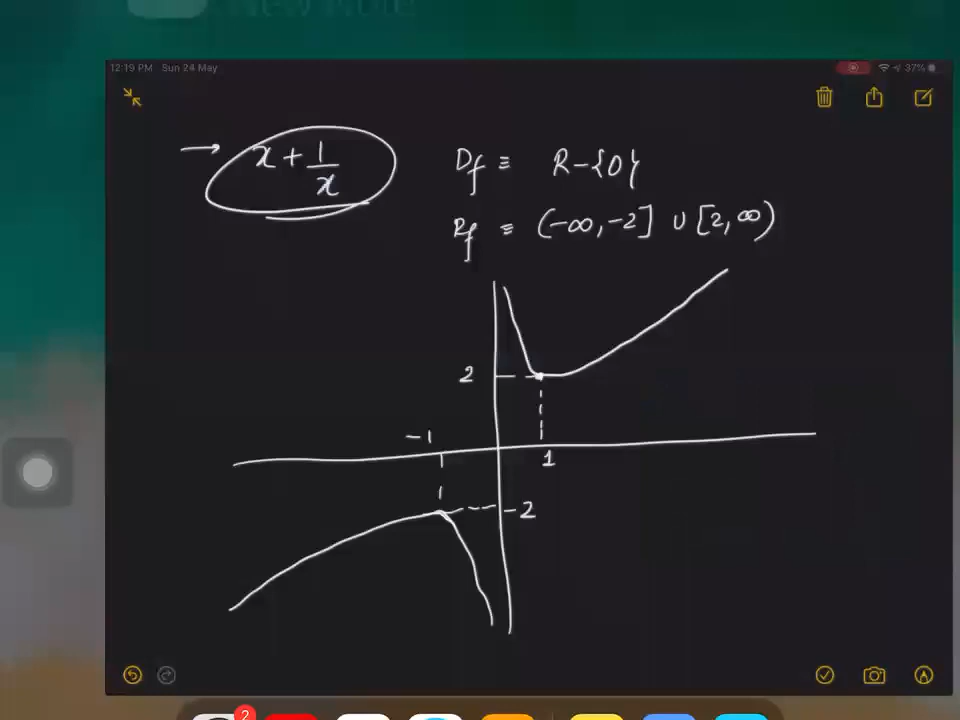 12:19 PM Sun 24 May
37%
→ x + 1/x
Df ≡ R-{0}
Rf ≡ (-∞, -2] ∪ [2, ∞)
2
-1
1
-2
2